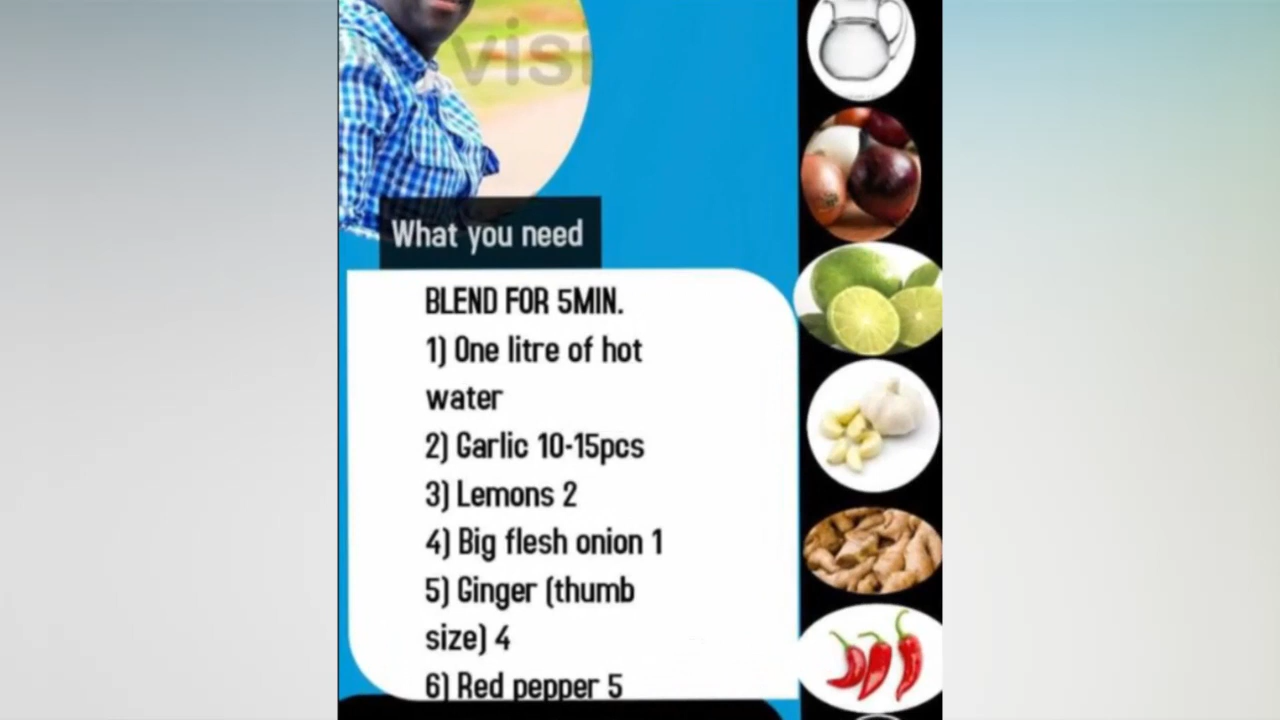 visi
What you need
BLEND FOR 5MIN.
1) One litre of hot
water
2) Garlic 10-15pcs
3) Lemons 2
4) Big flesh onion 1
5) Ginger (thumb
size) 4
6) Red pepper 5